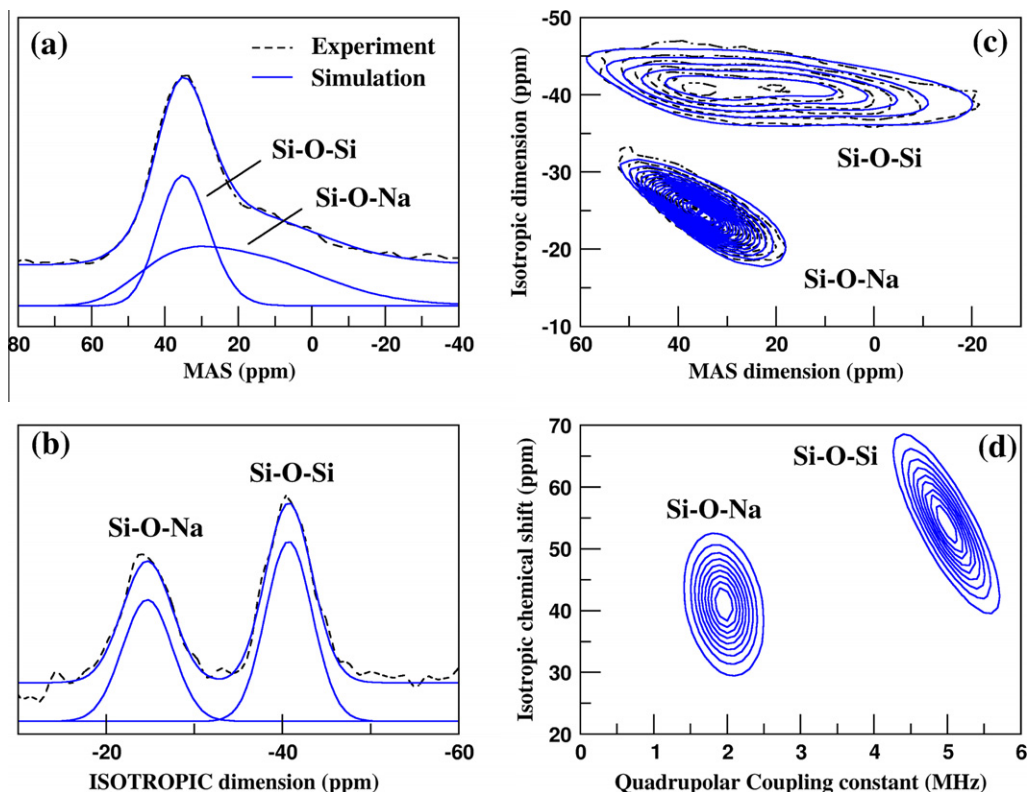 (a)
Experiment
Simulation
Si-O-Si
Si-O-Na
80 60 40 20 0 -20 -40
MAS (ppm)
(c)
Isotropic dimension (ppm)
-50
-40
-30
-20
-10
Si-O-Si
Si-O-Na
60 40 20 0 -20
MAS dimension (ppm)
(b)
Si-O-Si
Si-O-Na
-20 -40 -60
ISOTROPIC dimension (ppm)
(d)
Isotropic chemical shift (ppm)
70
60
50
40
30
20
Si-O-Si
Si-O-Na
0 1 2 3 4 5 6
Quadrupolar Coupling constant (MHz)